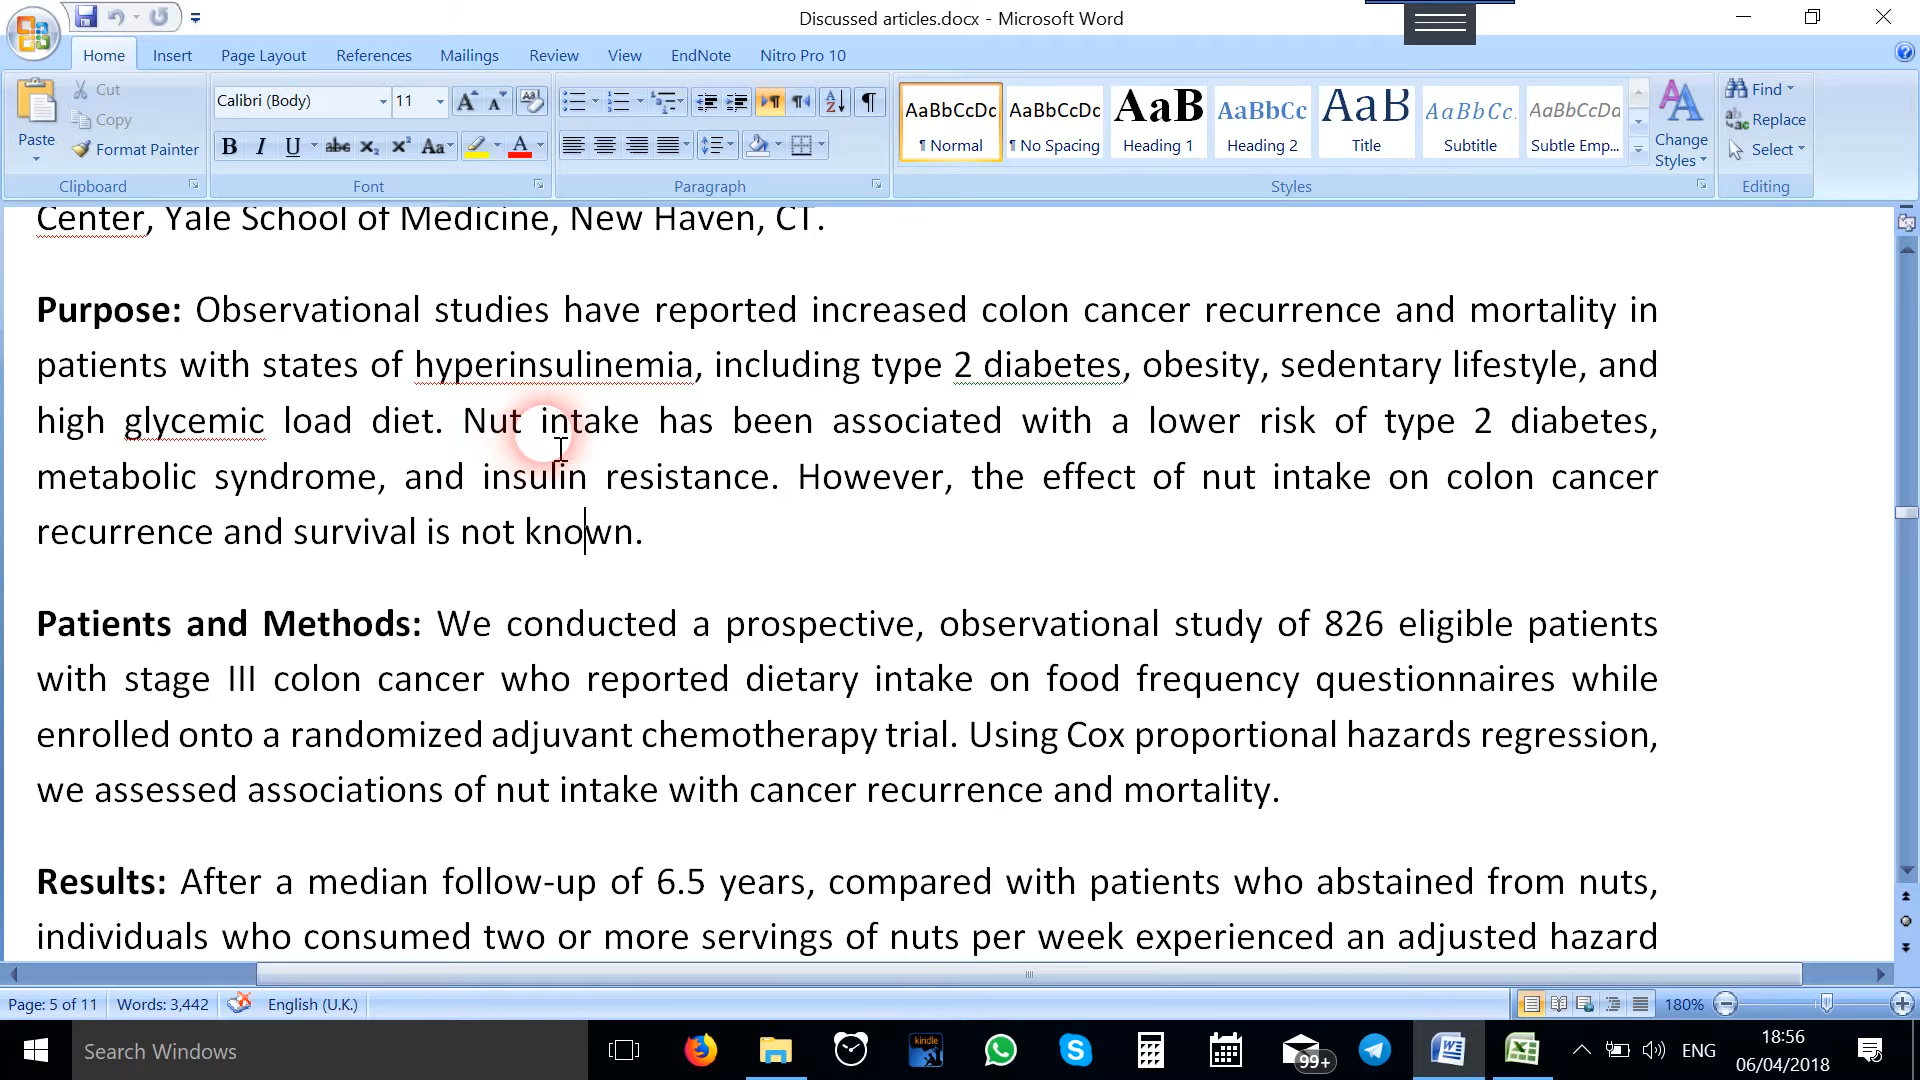 Discussed articles.docx - Microsoft Word
Home Insert Page Layout References Mailings Review View EndNote Nitro Pro 10
Paste
Cut
Copy
Format Painter
Clipboard
Calibri (Body) 11
B I U abc x₂ x² Aa A
Font
Paragraph
AaBbCcDc AaBbCcDc AaB AaBbCc AaB AaBbCc. AaBbCcDa
¶ Normal ¶ No Spacing Heading 1 Heading 2 Title Subtitle Subtle Emp...
Change
Styles
Styles
Find
Replace
Select
Editing
Center, Yale School of Medicine, New Haven, CT.
Purpose: Observational studies have reported increased colon cancer recurrence and mortality in
patients with states of hyperinsulinemia, including type 2 diabetes, obesity, sedentary lifestyle, and
high glycemic load diet. Nut intake has been associated with a lower risk of type 2 diabetes,
metabolic syndrome, and insulin resistance. However, the effect of nut intake on colon cancer
recurrence and survival is not known.
Patients and Methods: We conducted a prospective, observational study of 826 eligible patients
with stage III colon cancer who reported dietary intake on food frequency questionnaires while
enrolled onto a randomized adjuvant chemotherapy trial. Using Cox proportional hazards regression,
we assessed associations of nut intake with cancer recurrence and mortality.
Results: After a median follow-up of 6.5 years, compared with patients who abstained from nuts,
individuals who consumed two or more servings of nuts per week experienced an adjusted hazard
Page: 5 of 11 Words: 3,442 English (U.K.) 180%
Search Windows
kindle
99+
ENG
18:56
06/04/2018